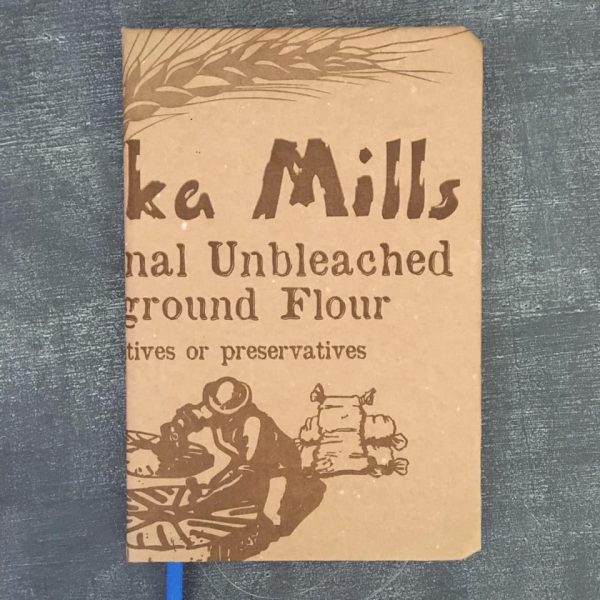 ka Mills
nal Unbleached
ground Flour
tives or preservatives